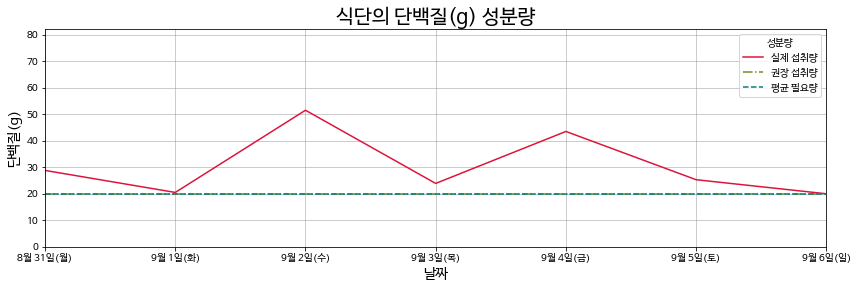 식단의 단백질(g) 성분량
단백질(g)
80
70
60
50
40
30
20
10
0
성분량
실제 섭취량
권장 섭취량
평균 필요량
8월 31일(월) 9월 1일(화) 9월 2일(수) 9월 3일(목) 9월 4일(금) 9월 5일(토) 9월 6일(일)
날짜